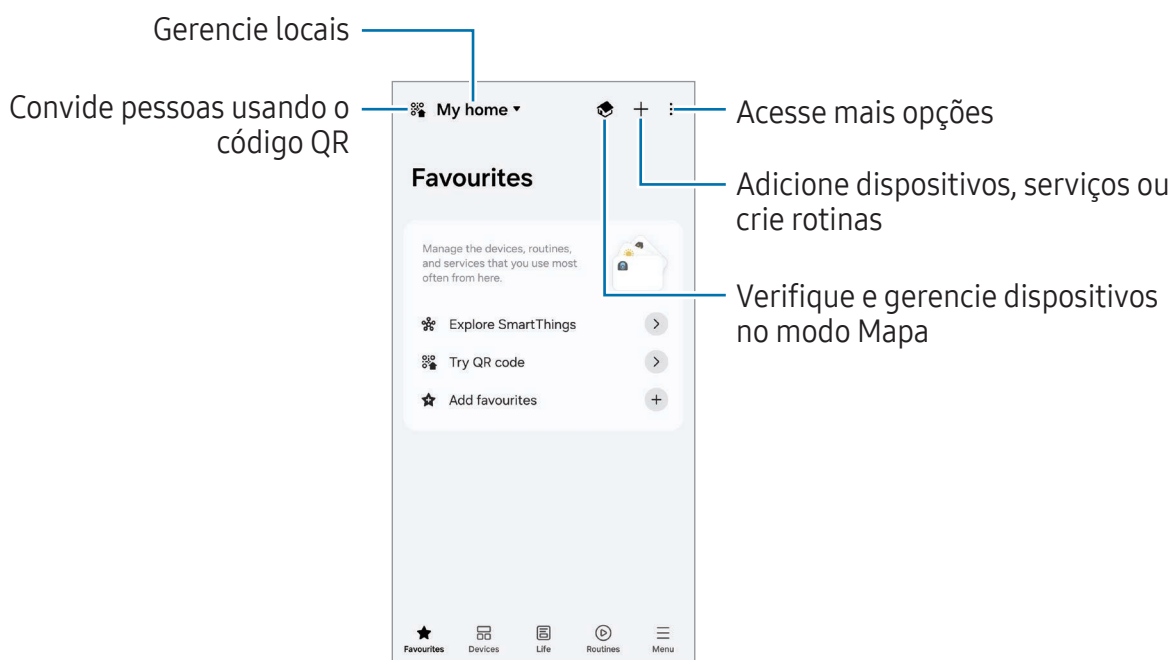 Gerencie locais
Convide pessoas usando o
código QR
My home
Acesse mais opções
Adicione dispositivos, serviços ou
crie rotinas
Verifique e gerencie dispositivos
no modo Mapa
Favourites
Manage the devices, routines,
and services that you use most
often from here.
Explore SmartThings
Try QR code
Add favourites
Favourites
Devices
Life
Routines
Menu